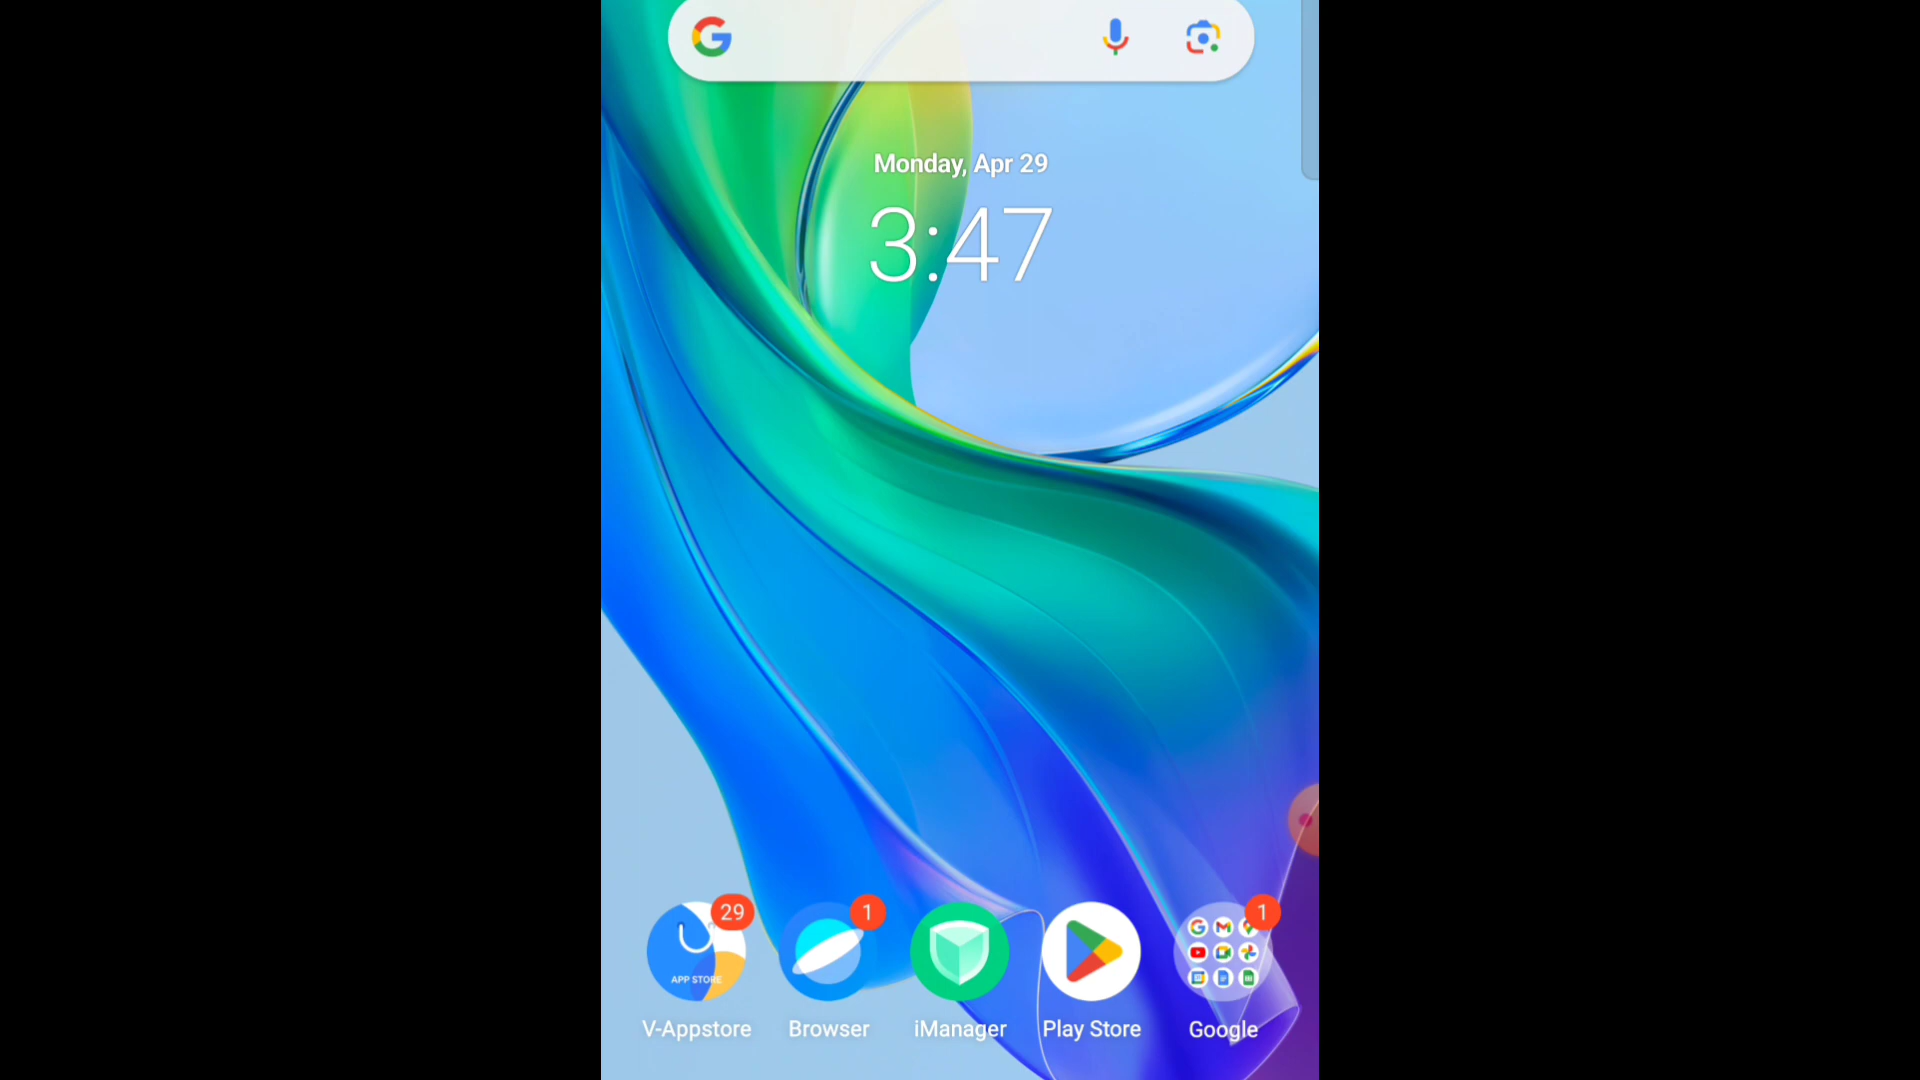 Monday, Apr 29
3:47
29
1
1
APP STORE
V-Appstore
Browser
iManager
Play Store
Google